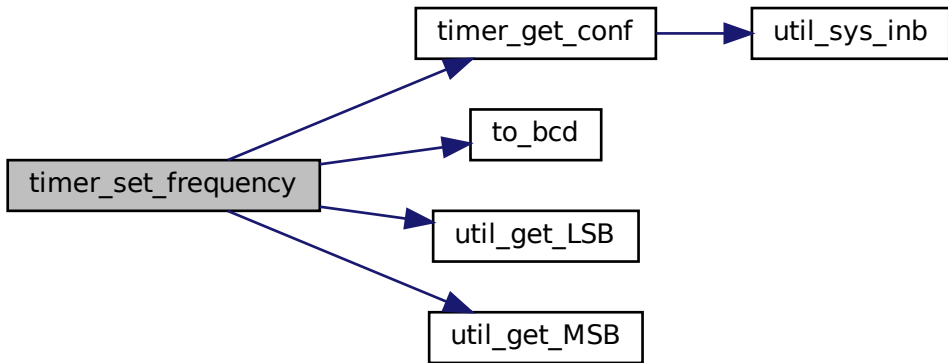 timer_get_conf
util_sys_inb
to_bcd
timer_set_frequency
util_get_LSB
util_get_MSB